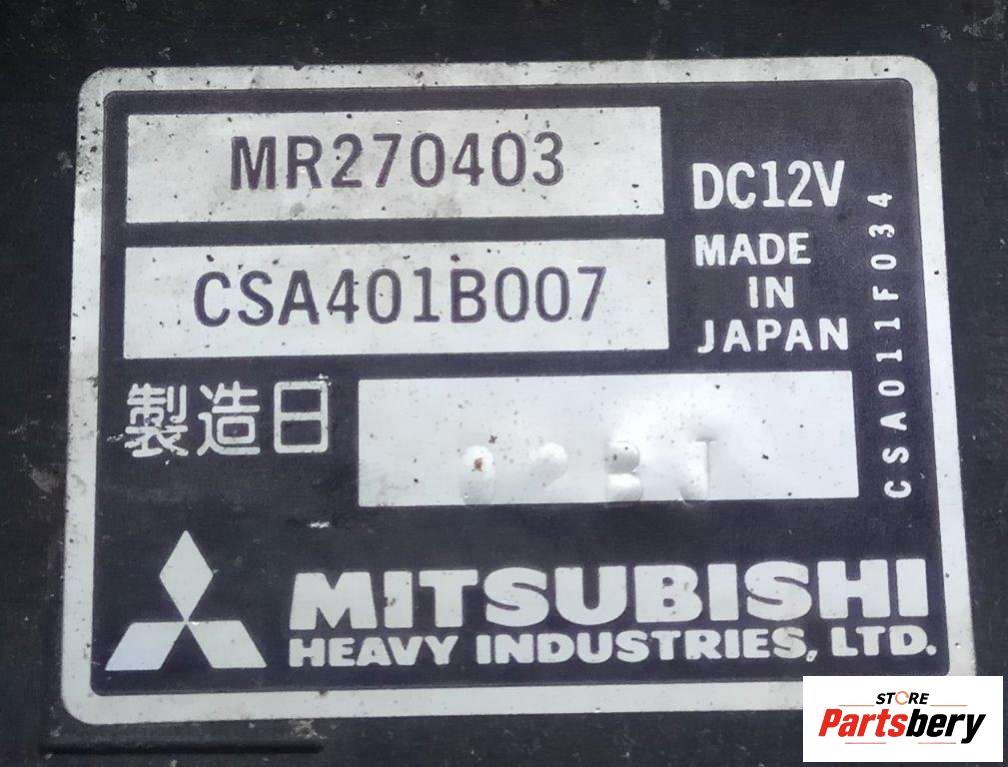 MR270403
DC12V
CSA401B007
MADE
IN
JAPAN
CSA011F034
製造日
MITSUBISHI
HEAVY INDUSTRIES, LTD.
STORE
Partsbery